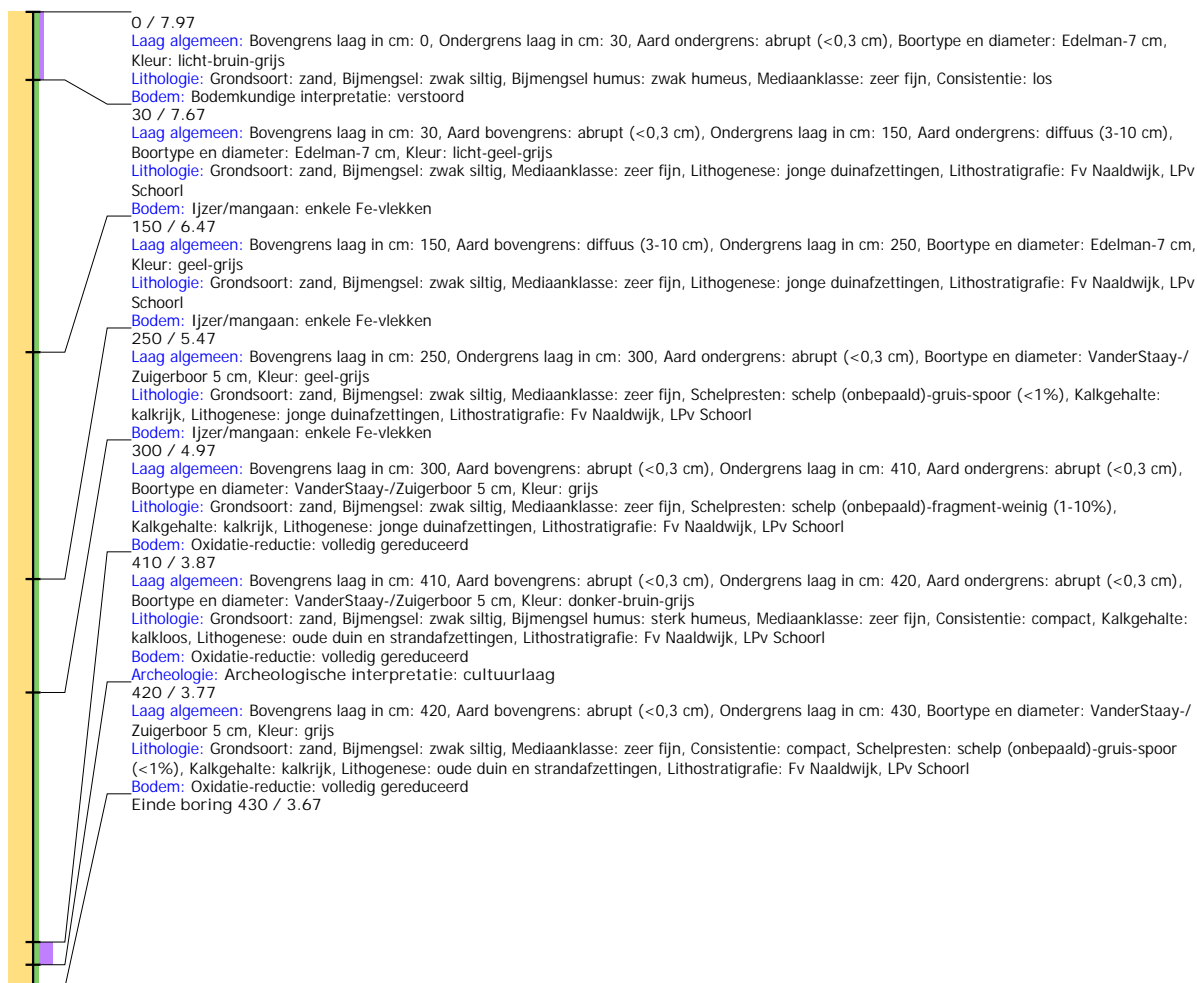 0 / 7.97
Laag algemeen: Bovengrens laag in cm: 0, Ondergrens laag in cm: 30, Aard ondergrens: abrupt (<0,3 cm), Boortype en diameter: Edelman-7 cm,
Kleur: licht-bruin-grijs
Lithologie: Grondsoort: zand, Bijmengsel: zwak siltig, Bijmengsel humus: zwak humeus, Mediaanklasse: zeer fijn, Consistentie: los
Bodem: Bodemkundige interpretatie: verstoord
30 / 7.67
Laag algemeen: Bovengrens laag in cm: 30, Aard bovengrens: abrupt (<0,3 cm), Ondergrens laag in cm: 150, Aard ondergrens: diffuus (3-10 cm),
Boortype en diameter: Edelman-7 cm, Kleur: licht-geel-grijs
Lithologie: Grondsoort: zand, Bijmengsel: zwak siltig, Mediaanklasse: zeer fijn, Lithogenese: jonge duinafzettingen, Lithostratigrafie: Fv Naaldwijk, LPv
Schoorl
Bodem: Ijzer/mangaan: enkele Fe-vlekken
150 / 6.47
Laag algemeen: Bovengrens laag in cm: 150, Aard bovengrens: diffuus (3-10 cm), Ondergrens laag in cm: 250, Boortype en diameter: Edelman-7 cm,
Kleur: geel-grijs
Lithologie: Grondsoort: zand, Bijmengsel: zwak siltig, Mediaanklasse: zeer fijn, Lithogenese: jonge duinafzettingen, Lithostratigrafie: Fv Naaldwijk, LPv
Schoorl
Bodem: Ijzer/mangaan: enkele Fe-vlekken
250 / 5.47
Laag algemeen: Bovengrens laag in cm: 250, Ondergrens laag in cm: 300, Aard ondergrens: abrupt (<0,3 cm), Boortype en diameter: VanderStaay-/
Zuigerboor 5 cm, Kleur: geel-grijs
Lithologie: Grondsoort: zand, Bijmengsel: zwak siltig, Mediaanklasse: zeer fijn, Schelpresten: schelp (onbepaald)-gruis-spoor (<1%), Kalkgehalte:
kalkrijk, Lithogenese: jonge duinafzettingen, Lithostratigrafie: Fv Naaldwijk, LPv Schoorl
Bodem: Ijzer/mangaan: enkele Fe-vlekken
300 / 4.97
Laag algemeen: Bovengrens laag in cm: 300, Aard bovengrens: abrupt (<0,3 cm), Ondergrens laag in cm: 410, Aard ondergrens: abrupt (<0,3 cm),
Boortype en diameter: VanderStaay-/Zuigerboor 5 cm, Kleur: grijs
Lithologie: Grondsoort: zand, Bijmengsel: zwak siltig, Mediaanklasse: zeer fijn, Schelpresten: schelp (onbepaald)-fragment-weinig (1-10%),
Kalkgehalte: kalkrijk, Lithogenese: jonge duinafzettingen, Lithostratigrafie: Fv Naaldwijk, LPv Schoorl
Bodem: Oxidatie-reductie: volledig gereduceerd
410 / 3.87
Laag algemeen: Bovengrens laag in cm: 410, Aard bovengrens: abrupt (<0,3 cm), Ondergrens laag in cm: 420, Aard ondergrens: abrupt (<0,3 cm),
Boortype en diameter: VanderStaay-/Zuigerboor 5 cm, Kleur: donker-bruin-grijs
Lithologie: Grondsoort: zand, Bijmengsel: zwak siltig, Bijmengsel humus: sterk humeus, Mediaanklasse: zeer fijn, Consistentie: compact, Kalkgehalte:
kalkloos, Lithogenese: oude duin en strandafzettingen, Lithostratigrafie: Fv Naaldwijk, LPv Schoorl
Bodem: Oxidatie-reductie: volledig gereduceerd
Archeologie: Archeologische interpretatie: cultuurlaag
420 / 3.77
Laag algemeen: Bovengrens laag in cm: 420, Aard bovengrens: abrupt (<0,3 cm), Ondergrens laag in cm: 430, Boortype en diameter: VanderStaay-/
Zuigerboor 5 cm, Kleur: grijs
Lithologie: Grondsoort: zand, Bijmengsel: zwak siltig, Mediaanklasse: zeer fijn, Consistentie: compact, Schelpresten: schelp (onbepaald)-gruis-spoor
(<1%), Kalkgehalte: kalkrijk, Lithogenese: oude duin en strandafzettingen, Lithostratigrafie: Fv Naaldwijk, LPv Schoorl
Bodem: Oxidatie-reductie: volledig gereduceerd
Einde boring 430 / 3.67